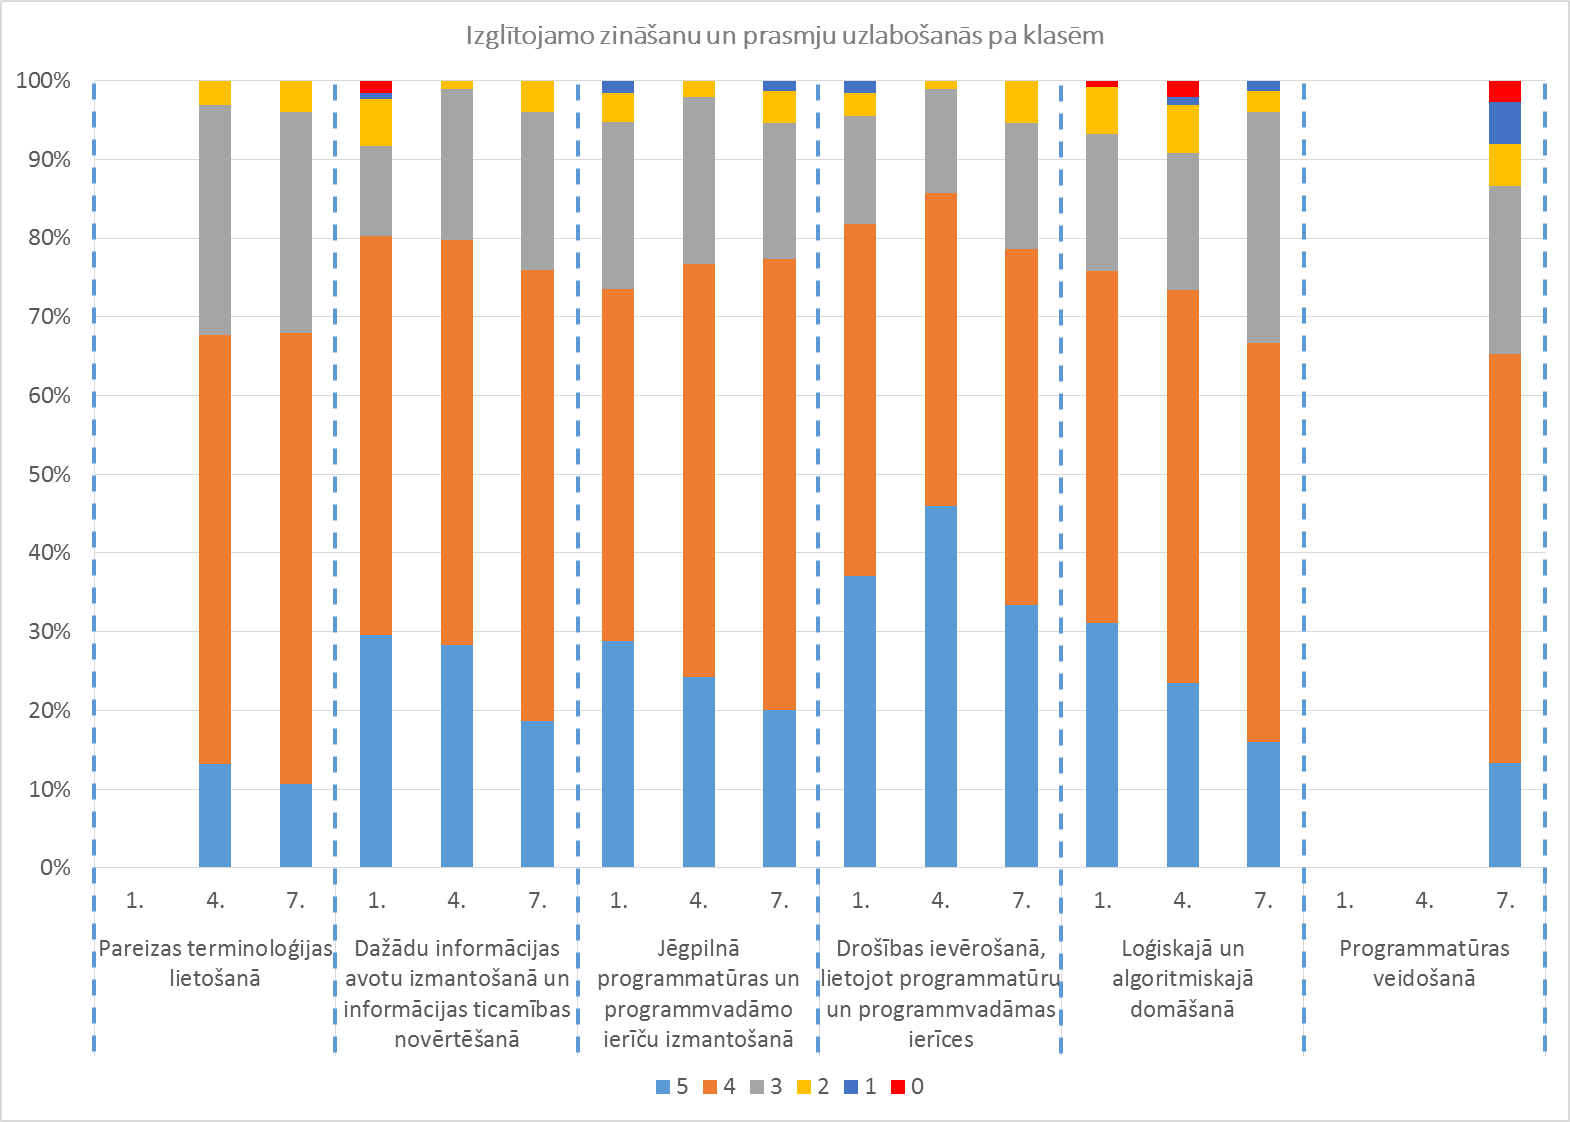 Izglītojamo zināšanu un prasmju uzlabošanās pa klasēm
100%
90%
80%
70%
60%
50%
40%
30%
20%
10%
0%
1. 4. 7. 1. 4. 7. 1. 4. 7. 1. 4. 7. 1. 4. 7. 1. 4. 7.
Pareizas terminoloģijas
lietošanā
Dažādu informācijas
avotu izmantošanā un
informācijas ticamības
novērtēšanā
Jēgpilnā
programmatūras un
programmvadāmo
ierīču izmantošanā
Drošības ievērošanā,
lietojot programmatūru
un programmvadāmas
ierīces
Loģiskajā un
algoritmiskajā
domāšanā
Programmatūras
veidošanā
5 4 3 2 1 0